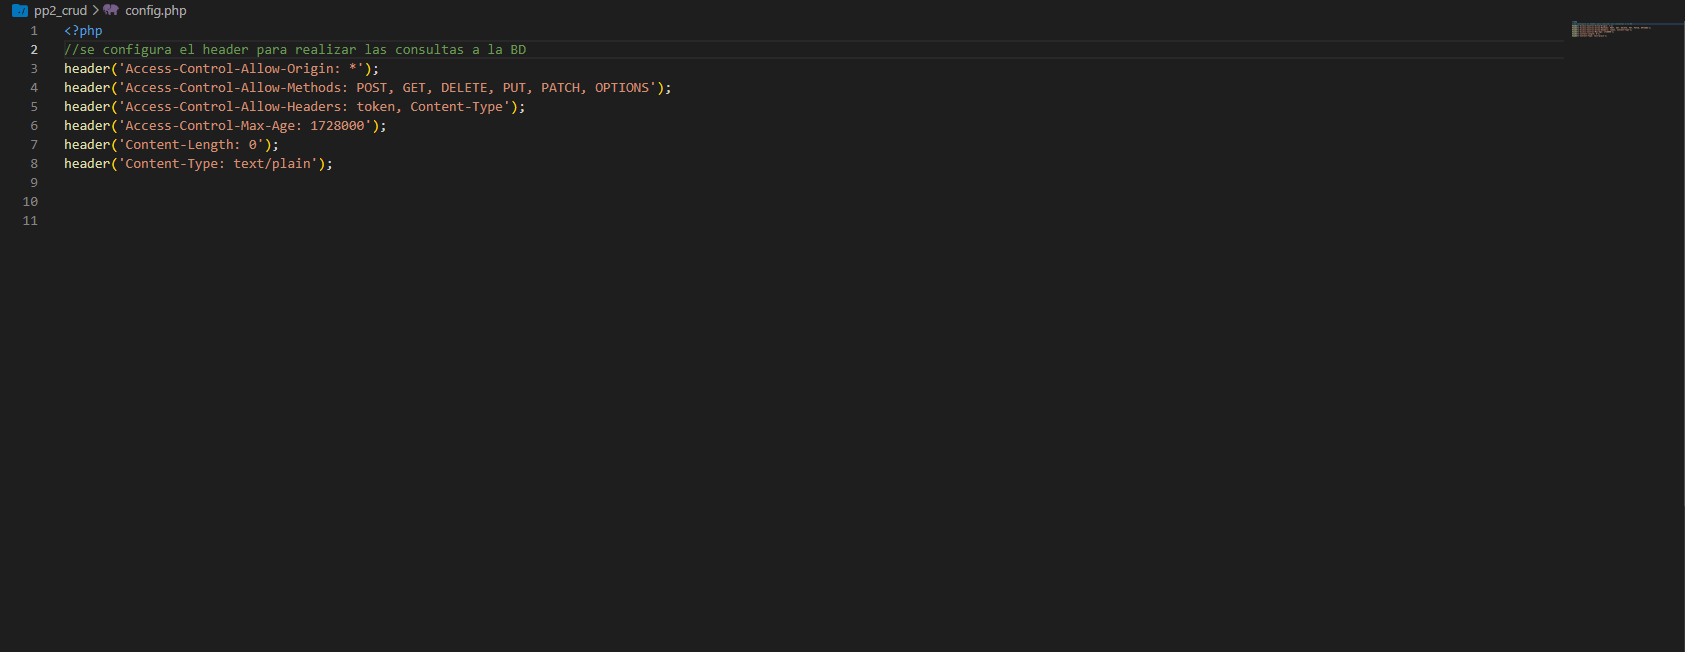 pp2_crud > config.php
1 <?php
2 //se configura el header para realizar las consultas a la BD
3 header('Access-Control-Allow-Origin: *');
4 header('Access-Control-Allow-Methods: POST, GET, DELETE, PUT, PATCH, OPTIONS');
5 header('Access-Control-Allow-Headers: token, Content-Type');
6 header('Access-Control-Max-Age: 1728000');
7 header('Content-Length: 0');
8 header('Content-Type: text/plain');
9
10
11